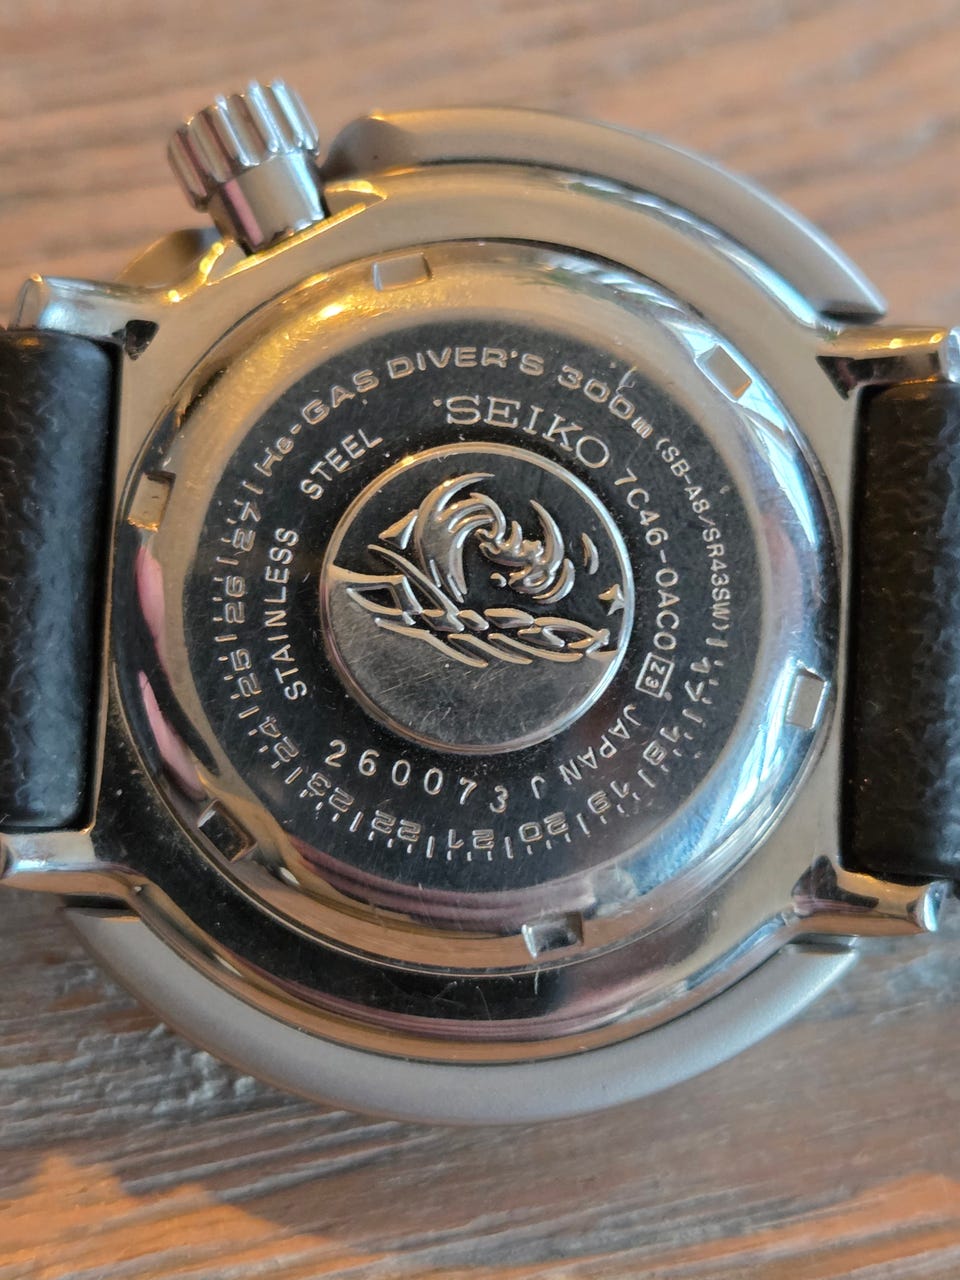 He-GAS DIVER'S 300m (SB-A8/SR43SW)
17 18 19 20 21 22 23 24 25 26 27
SEIKO 7C46-0AC0 Z3 JAPAN J
260073
STAINLESS STEEL